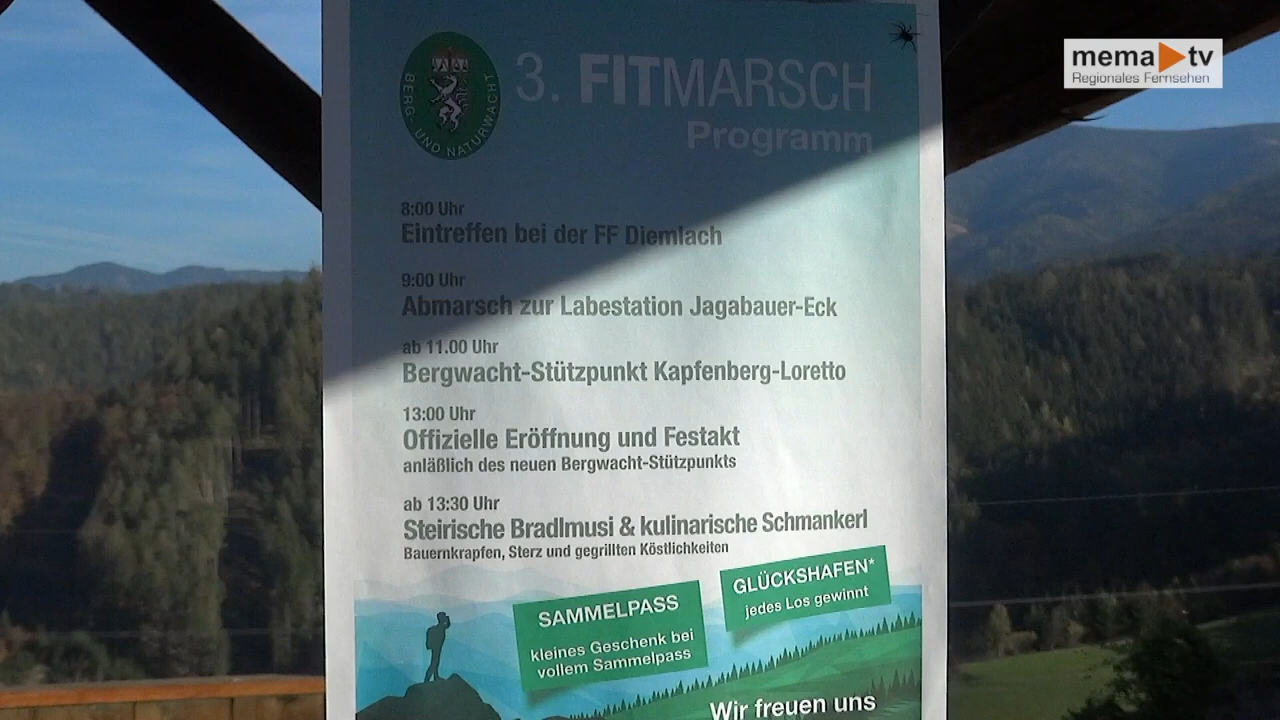 mema tv
Regionales Fernsehen
BERG- UND NATURWACHT
3. FITMARSCH
Programm
8:00 Uhr
Eintreffen bei der FF Diemlach
9:00 Uhr
Abmarsch zur Labestation Jagabauer-Eck
ab 11.00 Uhr
Bergwacht-Stützpunkt Kapfenberg-Loretto
13:00 Uhr
Offizielle Eröffnung und Festakt
anläßlich des neuen Bergwacht-Stützpunkts
ab 13:30 Uhr
Steirische Bradlmusi & kulinarische Schmankerl
Bauernkrapfen, Sterz und gegrillten Köstlichkeiten
SAMMELPASS
kleines Geschenk bei
vollem Sammelpass
GLÜCKSHAFEN*
jedes Los gewinnt
Wir freuen uns